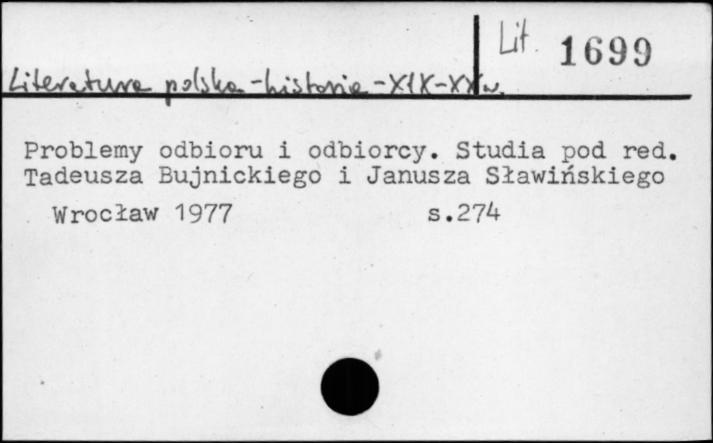 Lit. 1699
Literatura polska - historia - XIX-XX w.
Problemy odbioru i odbiorcy. Studia pod red.
Tadeusza Bujnickiego i Janusza Sławińskiego
Wrocław 1977 s.274